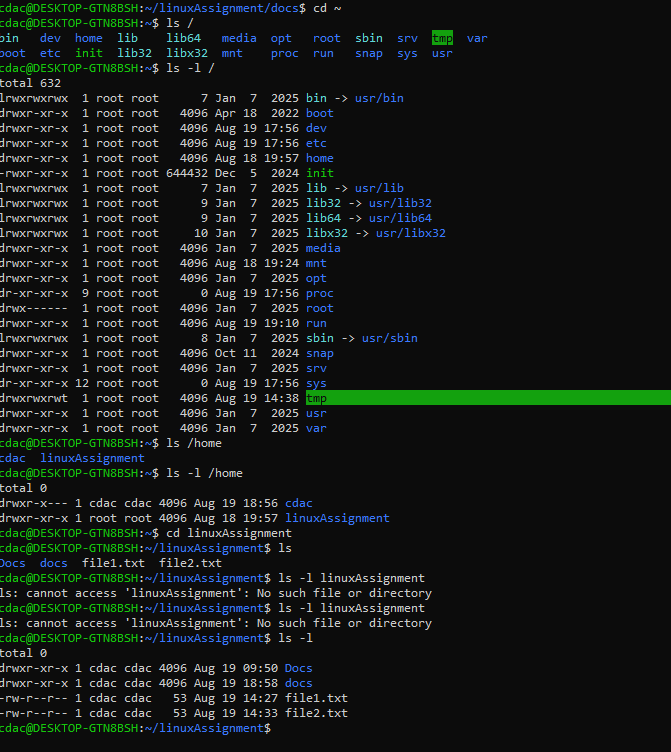 cdac@DESKTOP-GTN8BSH:~/linuxAssignment/docs$ cd ~
cdac@DESKTOP-GTN8BSH:~$ ls /
bin   dev  home  lib    lib64   media  opt   root  sbin  srv  tmp  var
boot  etc  init  lib32  libx32  mnt    proc  run   snap  sys  usr
cdac@DESKTOP-GTN8BSH:~$ ls -l /
total 632
lrwxrwxrwx  1 root root      7 Jan  7  2025 bin -> usr/bin
drwxr-xr-x  1 root root   4096 Apr 18  2022 boot
drwxr-xr-x  1 root root   4096 Aug 19 17:56 dev
drwxr-xr-x  1 root root   4096 Aug 19 17:56 etc
drwxr-xr-x  1 root root   4096 Aug 18 19:57 home
-rwxr-xr-x  1 root root 644432 Dec  5  2024 init
lrwxrwxrwx  1 root root      7 Jan  7  2025 lib -> usr/lib
lrwxrwxrwx  1 root root      9 Jan  7  2025 lib32 -> usr/lib32
lrwxrwxrwx  1 root root      9 Jan  7  2025 lib64 -> usr/lib64
lrwxrwxrwx  1 root root     10 Jan  7  2025 libx32 -> usr/libx32
drwxr-xr-x  1 root root   4096 Jan  7  2025 media
drwxr-xr-x  1 root root   4096 Aug 18 19:24 mnt
drwxr-xr-x  1 root root   4096 Jan  7  2025 opt
dr-xr-xr-x  9 root root      0 Aug 19 17:56 proc
drwx------  1 root root   4096 Jan  7  2025 root
drwxr-xr-x  1 root root   4096 Aug 19 19:10 run
lrwxrwxrwx  1 root root      8 Jan  7  2025 sbin -> usr/sbin
drwxr-xr-x  1 root root   4096 Oct 11  2024 snap
drwxr-xr-x  1 root root   4096 Jan  7  2025 srv
dr-xr-xr-x 12 root root      0 Aug 19 17:56 sys
drwxrwxrwt  1 root root   4096 Aug 19 14:38 tmp
drwxr-xr-x  1 root root   4096 Jan  7  2025 usr
drwxr-xr-x  1 root root   4096 Jan  7  2025 var
cdac@DESKTOP-GTN8BSH:~$ ls /home
cdac  linuxAssignment
cdac@DESKTOP-GTN8BSH:~$ ls -l /home
total 0
drwxr-x--- 1 cdac cdac 4096 Aug 19 18:56 cdac
drwxr-xr-x 1 root root 4096 Aug 18 19:57 linuxAssignment
cdac@DESKTOP-GTN8BSH:~$ cd linuxAssignment
cdac@DESKTOP-GTN8BSH:~/linuxAssignment$ ls
Docs  docs  file1.txt  file2.txt
cdac@DESKTOP-GTN8BSH:~/linuxAssignment$ ls -l linuxAssignment
ls: cannot access 'linuxAssignment': No such file or directory
cdac@DESKTOP-GTN8BSH:~/linuxAssignment$ ls -l linuxAssignment
ls: cannot access 'linuxAssignment': No such file or directory
cdac@DESKTOP-GTN8BSH:~/linuxAssignment$ ls -l
total 0
drwxr-xr-x 1 cdac cdac 4096 Aug 19 09:50 Docs
drwxr-xr-x 1 cdac cdac 4096 Aug 19 18:58 docs
-rw-r--r-- 1 cdac cdac   53 Aug 19 14:27 file1.txt
-rw-r--r-- 1 cdac cdac   53 Aug 19 14:33 file2.txt
cdac@DESKTOP-GTN8BSH:~/linuxAssignment$